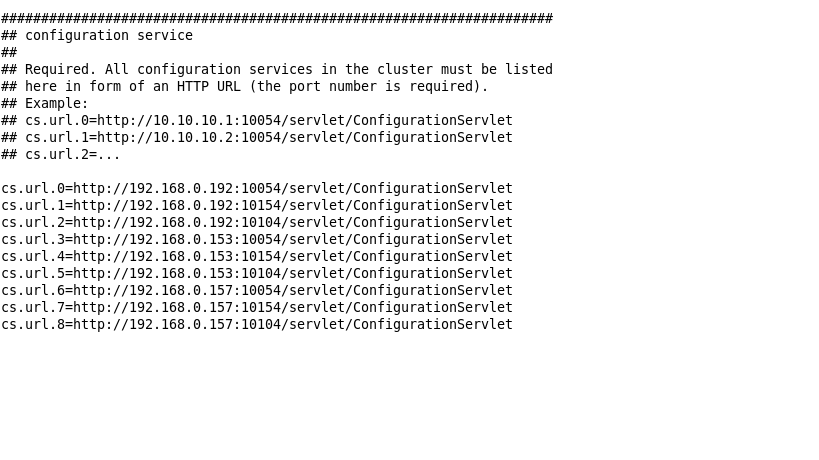 #####################################################################
## configuration service
##
## Required. All configuration services in the cluster must be listed
## here in form of an HTTP URL (the port number is required).
## Example:
## cs.url.0=http://10.10.10.1:10054/servlet/ConfigurationServlet
## cs.url.1=http://10.10.10.2:10054/servlet/ConfigurationServlet
## cs.url.2=...
cs.url.0=http://192.168.0.192:10054/servlet/ConfigurationServlet
cs.url.1=http://192.168.0.192:10154/servlet/ConfigurationServlet
cs.url.2=http://192.168.0.192:10104/servlet/ConfigurationServlet
cs.url.3=http://192.168.0.153:10054/servlet/ConfigurationServlet
cs.url.4=http://192.168.0.153:10154/servlet/ConfigurationServlet
cs.url.5=http://192.168.0.153:10104/servlet/ConfigurationServlet
cs.url.6=http://192.168.0.157:10054/servlet/ConfigurationServlet
cs.url.7=http://192.168.0.157:10154/servlet/ConfigurationServlet
cs.url.8=http://192.168.0.157:10104/servlet/ConfigurationServlet